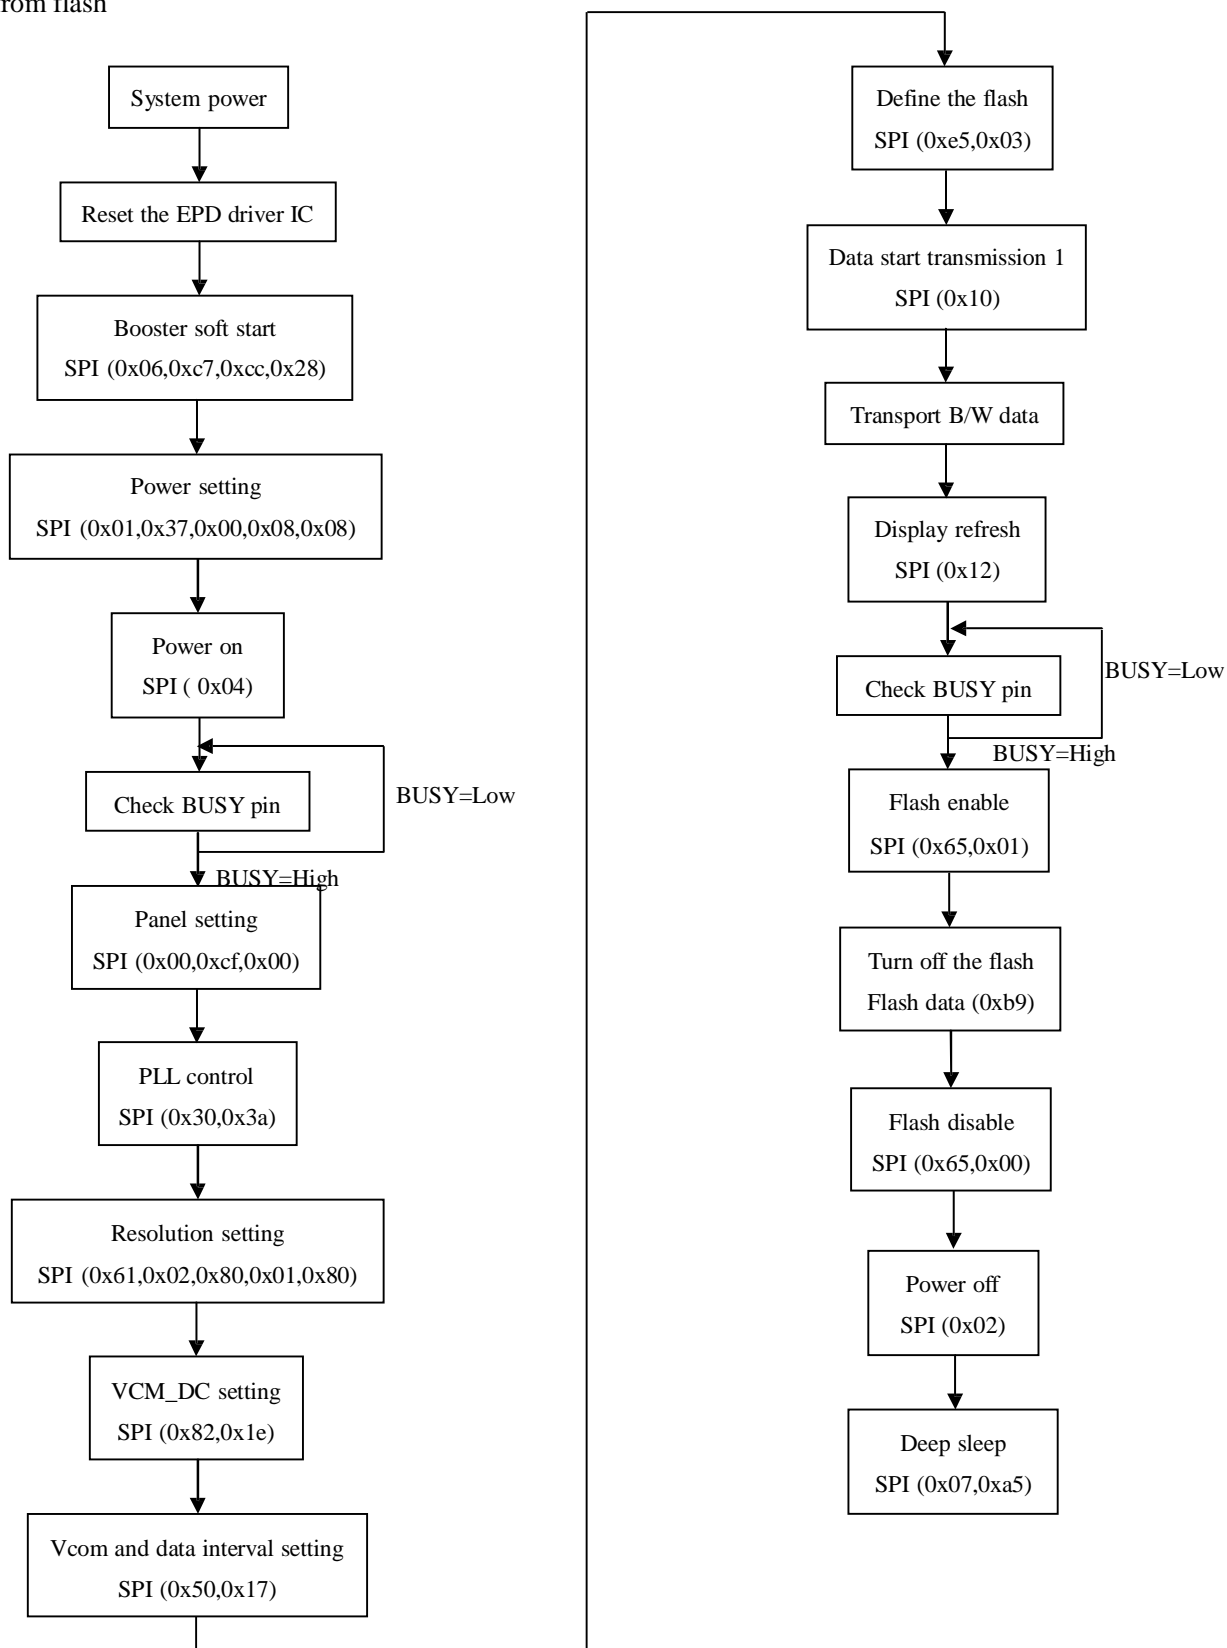 rom flash
System power
Reset the EPD driver IC
Booster soft start
SPI (0x06,0xc7,0xcc,0x28)
Power setting
SPI (0x01,0x37,0x00,0x08,0x08)
Power on
SPI ( 0x04)
Check BUSY pin
BUSY=Low
BUSY=High
Panel setting
SPI (0x00,0xcf,0x00)
PLL control
SPI (0x30,0x3a)
Resolution setting
SPI (0x61,0x02,0x80,0x01,0x80)
VCM_DC setting
SPI (0x82,0x1e)
Vcom and data interval setting
SPI (0x50,0x17)
Define the flash
SPI (0xe5,0x03)
Data start transmission 1
SPI (0x10)
Transport B/W data
Display refresh
SPI (0x12)
Check BUSY pin
BUSY=Low
BUSY=High
Flash enable
SPI (0x65,0x01)
Turn off the flash
Flash data (0xb9)
Flash disable
SPI (0x65,0x00)
Power off
SPI (0x02)
Deep sleep
SPI (0x07,0xa5)